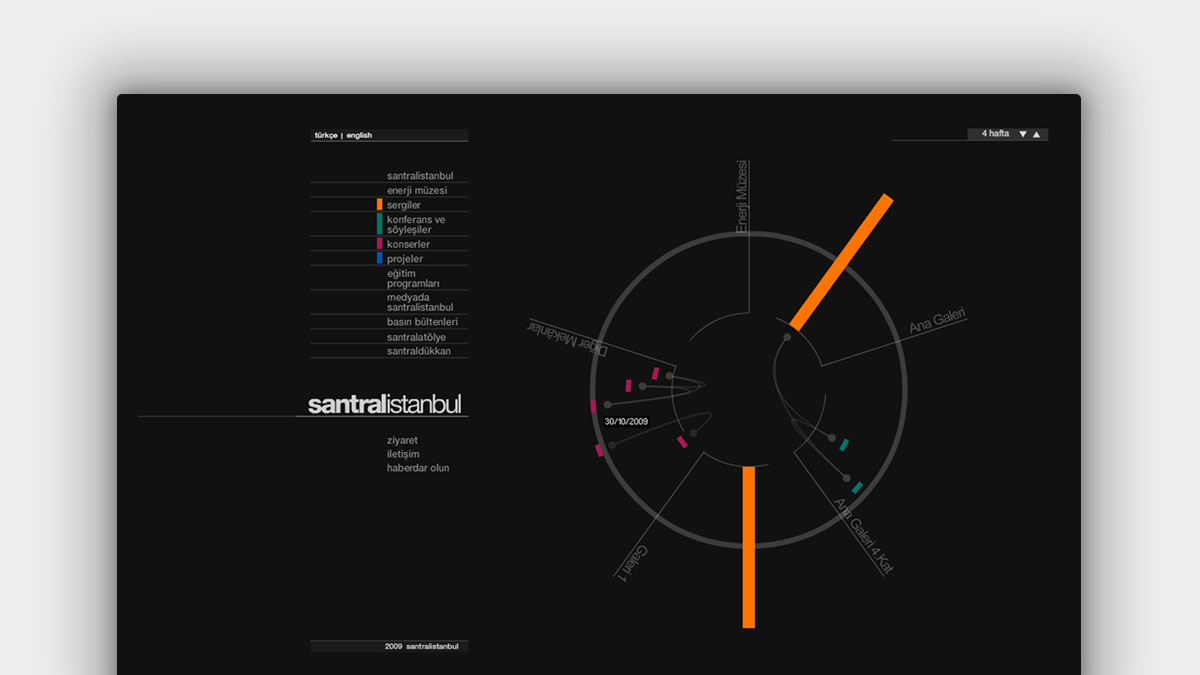 türkçe | english
4 hafta
santralistanbul
enerji müzesi
sergiler
konferans ve
söyleşiler
konserler
projeler
eğitim
programları
medyada
santralistanbul
basın bültenleri
santralatölye
santraldükkan
santralistanbul
ziyaret
iletişim
haberdar olun
2009 santralistanbul
Enerji Müzesi
Ana Galeri
Diğer Mekânlar
30/10/2009
Ana Galeri 4.Kat
Galeri 1